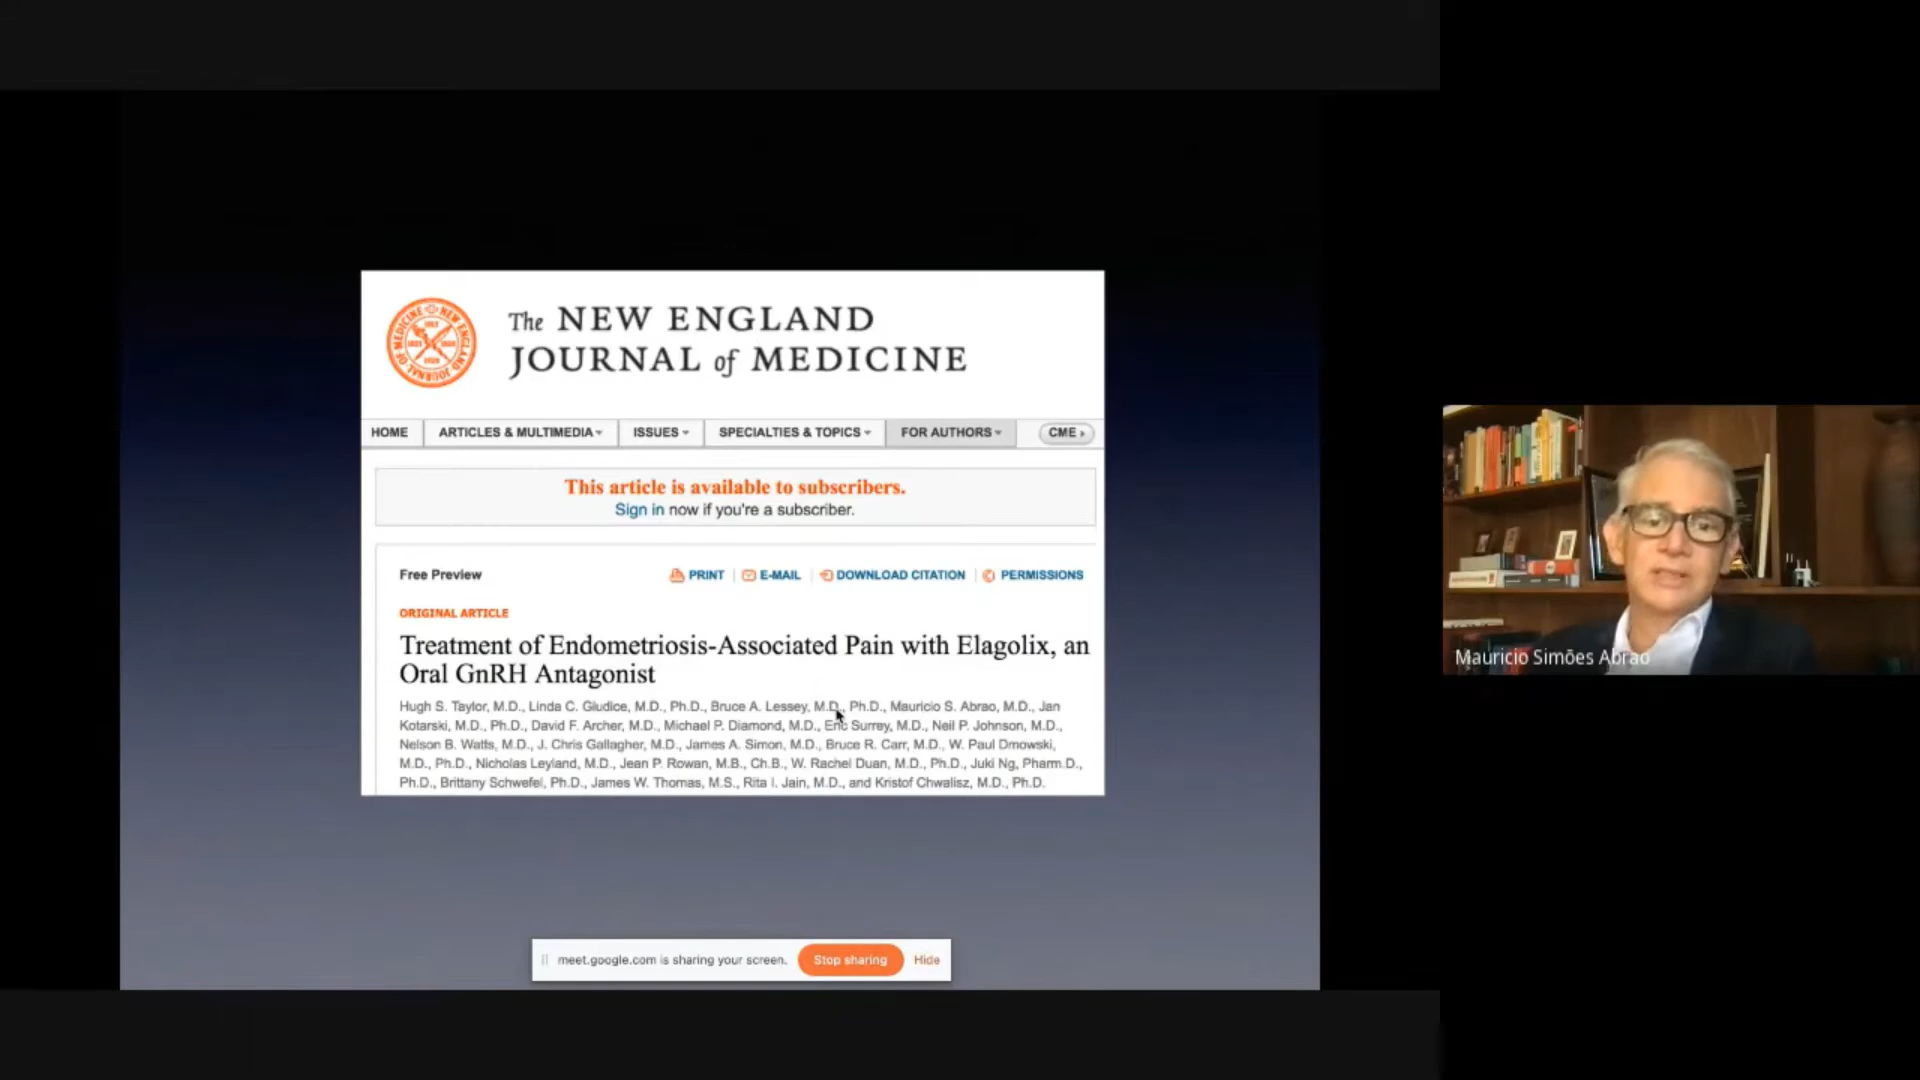 The NEW ENGLAND
JOURNAL of MEDICINE
HOME ARTICLES & MULTIMEDIA ISSUES SPECIALTIES & TOPICS FOR AUTHORS CME
This article is available to subscribers.
Sign in now if you're a subscriber.
Free Preview PRINT E-MAIL DOWNLOAD CITATION PERMISSIONS
ORIGINAL ARTICLE
Treatment of Endometriosis-Associated Pain with Elagolix, an
Oral GnRH Antagonist
Hugh S. Taylor, M.D., Linda C. Giudice, M.D., Ph.D., Bruce A. Lessey, M.D., Ph.D., Mauricio S. Abrao, M.D., Jan
Kotarski, M.D., Ph.D., David F. Archer, M.D., Michael P. Diamond, M.D., Eric Surrey, M.D., Neil P. Johnson, M.D.,
Nelson B. Watts, M.D., J. Chris Gallagher, M.D., James A. Simon, M.D., Bruce R. Carr, M.D., W. Paul Dmowski,
M.D., Ph.D., Nicholas Leyland, M.D., Jean P. Rowan, M.B., Ch.B., W. Rachel Duan, M.D., Ph.D., Juki Ng, Pharm.D.,
Ph.D., Brittany Schwefel, Ph.D., James W. Thomas, M.S., Rita I. Jain, M.D., and Kristof Chwalisz, M.D., Ph.D.
meet.google.com is sharing your screen. Stop sharing Hide
Mauricio Simões Abrao